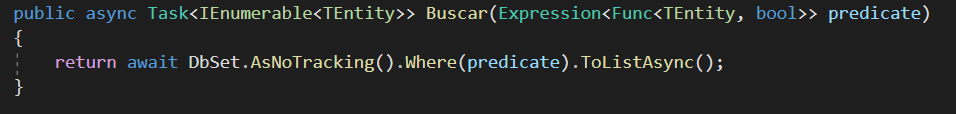 public async Task<IEnumerable<TEntity>> Buscar(Expression<Func<TEntity, bool>> predicate)
{
return await DbSet.AsNoTracking().Where(predicate).ToListAsync();
}